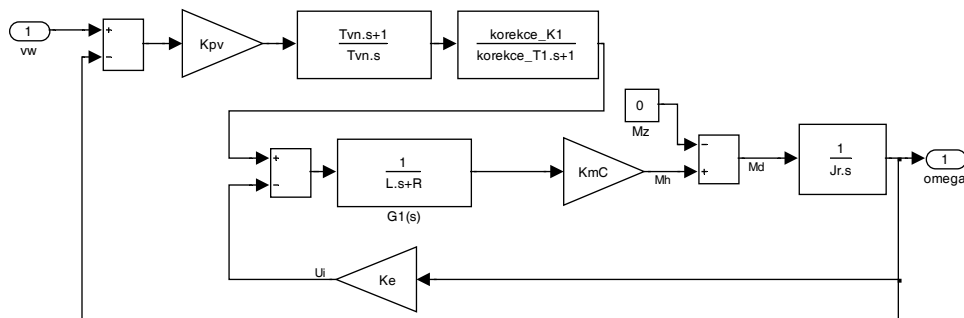 1
vw
+
−
Kpv
Tvn.s+1
Tvn.s
korekce_K1
korekce_T1.s+1
+
−
1
L.s+R
G1(s)
KmC
Mh
0
Mz
−
+
Md
1
Jr.s
1
omega
Ui
Ke